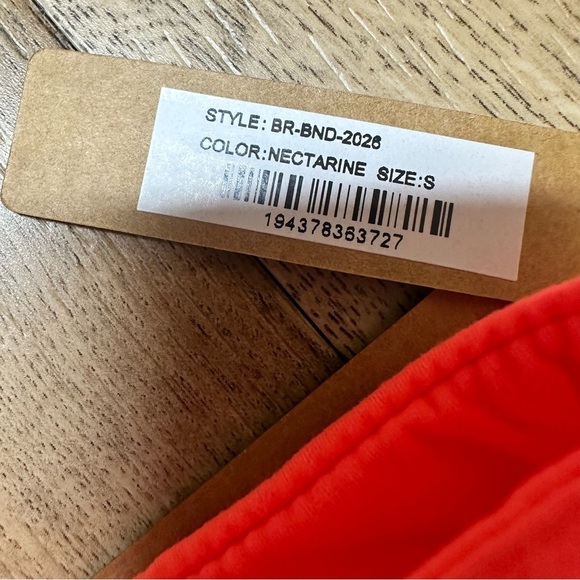 STYLE: BR-BND-2026
COLOR:NECTARINE SIZE:S
194378363727